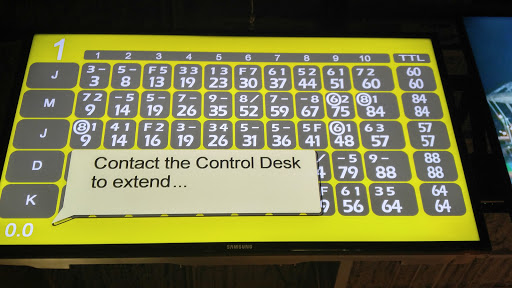 1
1 2 3 4 5 6 7 8 9 10 TTL
J 3- 5- F5 33 13 F7 61 52 61 72 60
3 8 13 19 23 30 37 44 51 60 60
M 72 -5 5- 7- 9- 8/ 7- -8 62 81 84
9 14 19 26 35 52 59 67 75 84 84
J 81 41 F2 3- 34 5- 5- 5F 61 63 57
9 14 16 19 26 31 36 41 48 57 57
D -5 9- 88
79 88 88
K F 61 35 64
9 56 64 64
Contact the Control Desk
to extend...
0.0
SAMSUNG